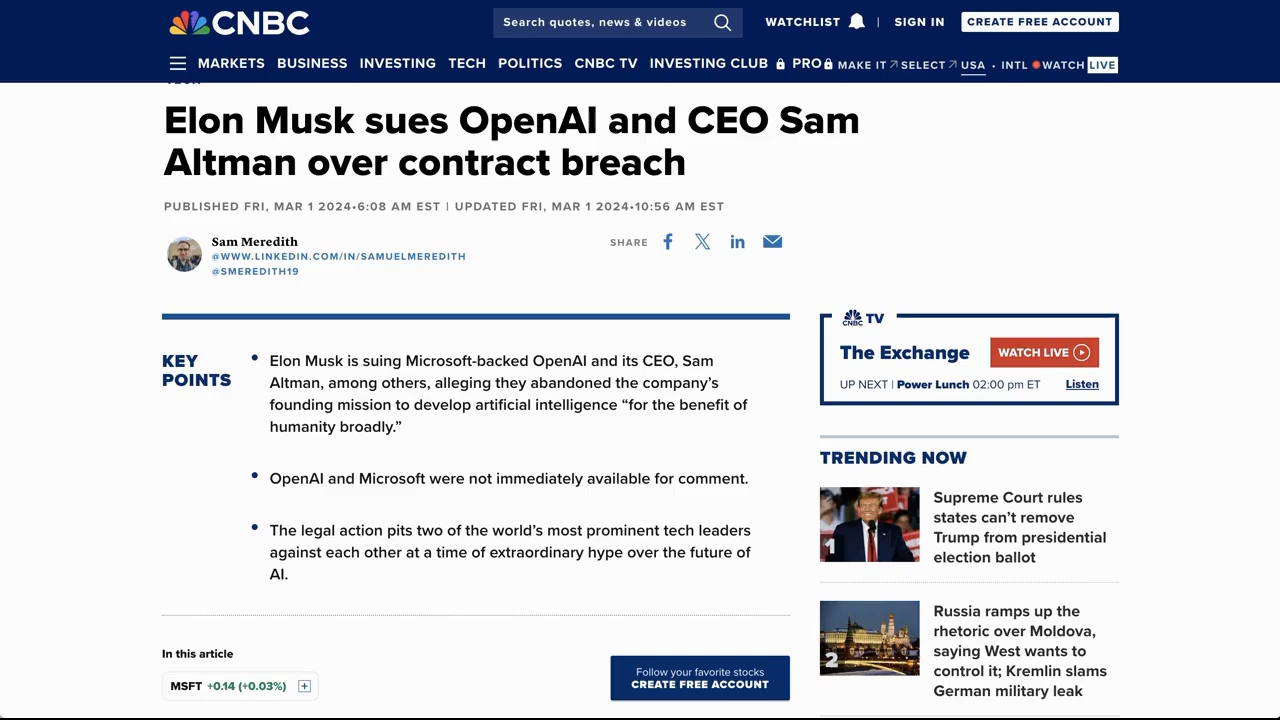 CNBC
Search quotes, news & videos
WATCHLIST | SIGN IN CREATE FREE ACCOUNT
MARKETS BUSINESS INVESTING TECH POLITICS CNBC TV INVESTING CLUB PRO MAKE IT SELECT USA • INTL WATCH LIVE
Elon Musk sues OpenAI and CEO Sam
Altman over contract breach
PUBLISHED FRI, MAR 1 2024•6:08 AM EST | UPDATED FRI, MAR 1 2024•10:56 AM EST
Sam Meredith
@WWW.LINKEDIN.COM/IN/SAMUELMEREDITH
@SMEREDITH19
SHARE
KEY
POINTS
• Elon Musk is suing Microsoft-backed OpenAI and its CEO, Sam
Altman, among others, alleging they abandoned the company’s
founding mission to develop artificial intelligence “for the benefit of
humanity broadly.”
• OpenAI and Microsoft were not immediately available for comment.
• The legal action pits two of the world’s most prominent tech leaders
against each other at a time of extraordinary hype over the future of
AI.
In this article
MSFT +0.14 (+0.03%)
Follow your favorite stocks
CREATE FREE ACCOUNT
CNBC TV
The Exchange
WATCH LIVE
UP NEXT | Power Lunch 02:00 pm ET
Listen
TRENDING NOW
1
Supreme Court rules
states can’t remove
Trump from presidential
election ballot
2
Russia ramps up the
rhetoric over Moldova,
saying West wants to
control it; Kremlin slams
German military leak